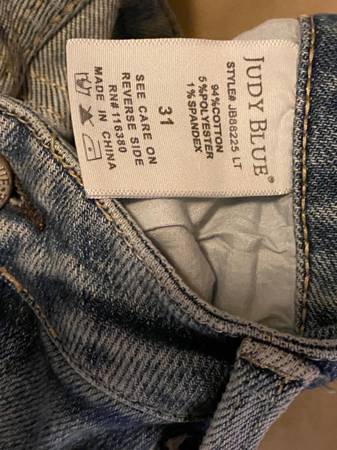 JUDY BLUE®
STYLE# JB88225 LT
94%COTTON
5%POLYESTER
1%SPANDEX
31
SEE CARE ON
REVERSE SIDE
RN# 116380
MADE IN CHINA